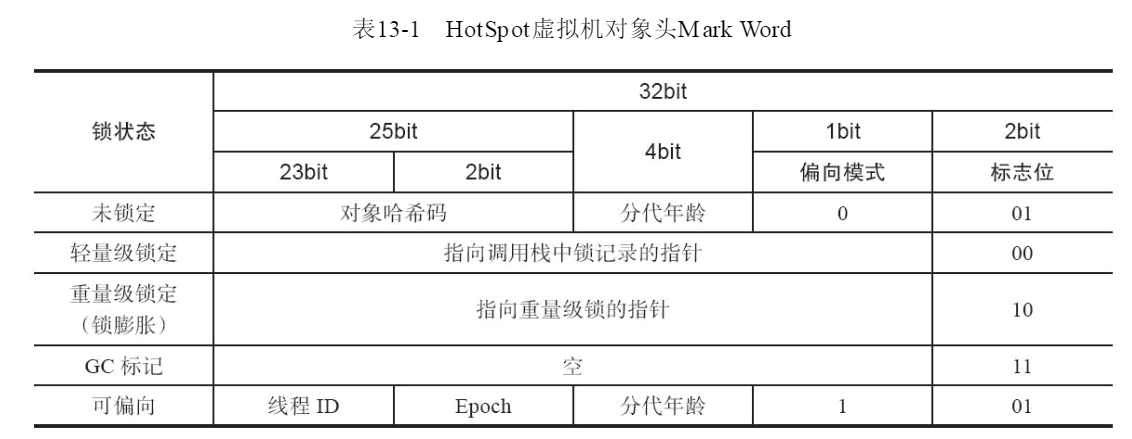 表13-1 HotSpot虚拟机对象头Mark Word
锁状态
32bit
25bit
4bit
1bit
2bit
23bit
2bit
偏向模式
标志位
未锁定
对象哈希码
分代年龄
0
01
轻量级锁定
指向调用栈中锁记录的指针
00
重量级锁定
（锁膨胀）
指向重量级锁的指针
10
GC 标记
空
11
可偏向
线程 ID
Epoch
分代年龄
1
01